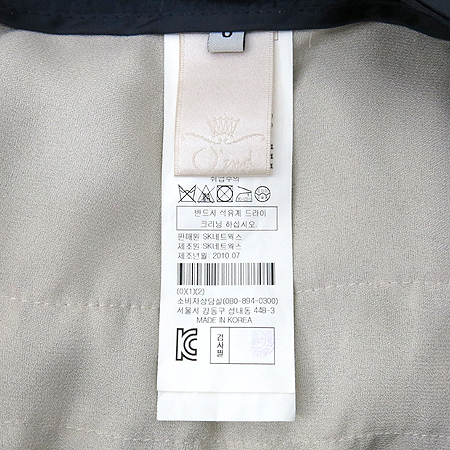 O'2nd
취급주의
반드시 석유계 드라이
크리닝 하십시오.
판매원 SK네트웍스
제조원 SK네트웍스
제조년월 2010.07
(0)(1)(2)
소비자상담실(080-894-0300)
서울시 강동구 성내동 448-3
MADE IN KOREA
검사필